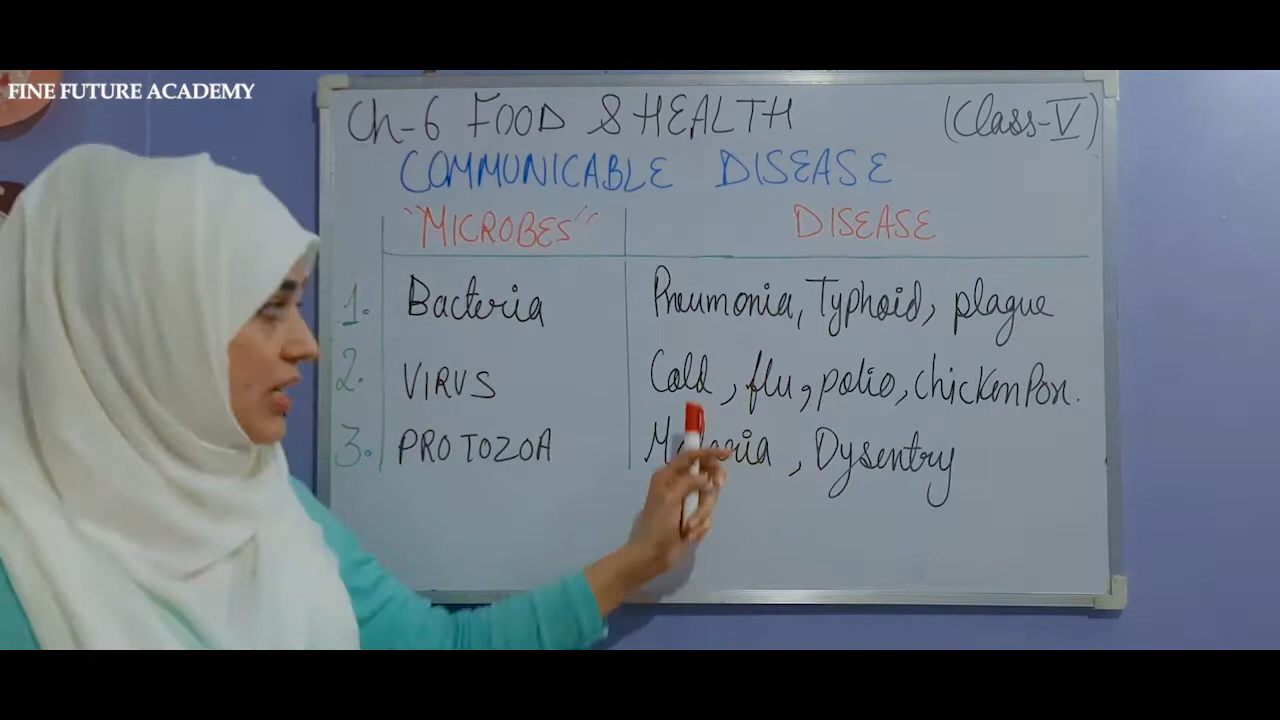 FINE FUTURE ACADEMY
Ch-6 FOOD & HEALTH (Class-V)
COMMUNICABLE DISEASE
"MICROBES" DISEASE
1. Bacteria Pneumonia, Typhoid, plague
2. VIRUS Cold, flu, polio, chickenPox.
3. PROTOZOA Malaria, Dysentry